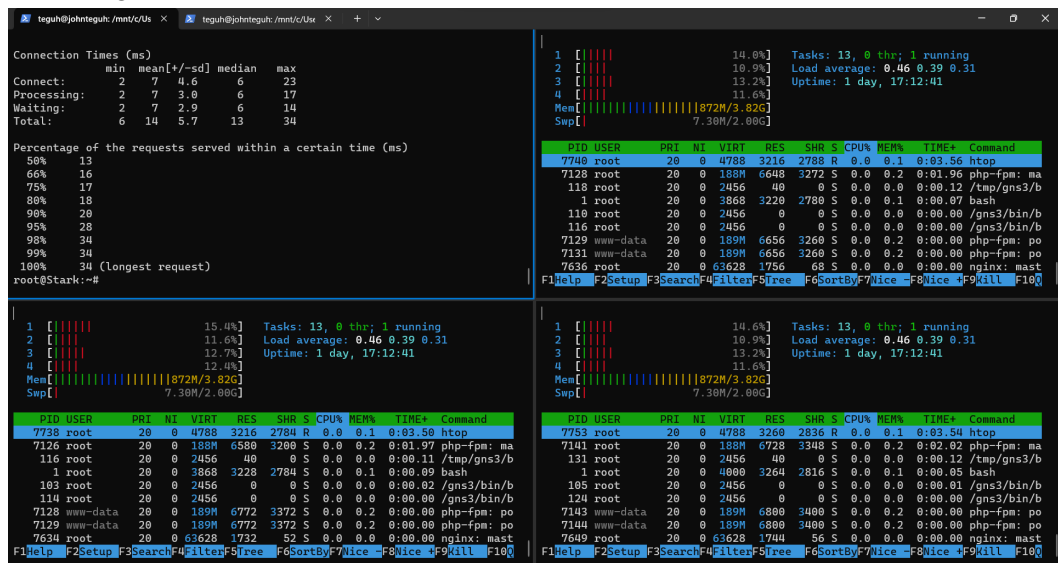 teguh@johnteguh: /mnt/c/Us × teguh@johnteguh: /mnt/c/Use × + ˅ – ×
Connection Times (ms)
min mean[+/-sd] median max
Connect: 2 7 4.6 6 23
Processing: 2 7 3.0 6 17
Waiting: 2 7 2.9 6 14
Total: 6 14 5.7 13 34
Percentage of the requests served within a certain time (ms)
50% 13
66% 16
75% 17
80% 18
90% 20
95% 28
98% 34
99% 34
100% 34 (longest request)
root@Stark:~#
1 [||||| 14.0%] Tasks: 13, 0 thr; 1 running
2 [|||| 10.9%] Load average: 0.46 0.39 0.31
3 [||||| 13.2%] Uptime: 1 day, 17:12:41
4 [|||| 11.6%]
Mem[||||||||||||||||||872M/3.82G]
Swp[| 7.30M/2.00G]
PID USER PRI NI VIRT RES SHR S CPU% MEM% TIME+ Command
7740 root 20 0 4788 3216 2788 R 0.0 0.1 0:03.56 htop
7128 root 20 0 188M 6648 3272 S 0.0 0.2 0:01.96 php-fpm: ma
118 root 20 0 2456 40 0 S 0.0 0.0 0:00.12 /tmp/gns3/b
1 root 20 0 3868 3220 2780 S 0.0 0.1 0:00.07 bash
110 root 20 0 2456 0 0 S 0.0 0.0 0:00.00 /gns3/bin/b
116 root 20 0 2456 0 0 S 0.0 0.0 0:00.00 /gns3/bin/b
7129 www-data 20 0 189M 6656 3260 S 0.0 0.2 0:00.00 php-fpm: po
7131 www-data 20 0 189M 6656 3260 S 0.0 0.2 0:00.00 php-fpm: po
7636 root 20 0 63628 1756 68 S 0.0 0.0 0:00.00 nginx: mast
F1Help F2Setup F3SearchF4FilterF5Tree F6SortByF7Nice -F8Nice +F9Kill F10Q
1 [|||||| 15.4%] Tasks: 13, 0 thr; 1 running
2 [|||| 11.6%] Load average: 0.46 0.39 0.31
3 [||||| 12.7%] Uptime: 1 day, 17:12:41
4 [|||| 12.4%]
Mem[||||||||||||||||||872M/3.82G]
Swp[| 7.30M/2.00G]
PID USER PRI NI VIRT RES SHR S CPU% MEM% TIME+ Command
7738 root 20 0 4788 3216 2784 R 0.0 0.1 0:03.50 htop
7126 root 20 0 188M 6580 3200 S 0.0 0.2 0:01.97 php-fpm: ma
116 root 20 0 2456 40 0 S 0.0 0.0 0:00.11 /tmp/gns3/b
1 root 20 0 3868 3228 2784 S 0.0 0.1 0:00.09 bash
103 root 20 0 2456 0 0 S 0.0 0.0 0:00.02 /gns3/bin/b
114 root 20 0 2456 0 0 S 0.0 0.0 0:00.00 /gns3/bin/b
7128 www-data 20 0 189M 6772 3372 S 0.0 0.2 0:00.00 php-fpm: po
7129 www-data 20 0 189M 6772 3372 S 0.0 0.2 0:00.00 php-fpm: po
7634 root 20 0 63628 1732 52 S 0.0 0.0 0:00.00 nginx: mast
F1Help F2Setup F3SearchF4FilterF5Tree F6SortByF7Nice -F8Nice +F9Kill F10Q
1 [||||| 14.6%] Tasks: 13, 0 thr; 1 running
2 [|||| 10.9%] Load average: 0.46 0.39 0.31
3 [||||| 13.2%] Uptime: 1 day, 17:12:41
4 [|||| 11.6%]
Mem[||||||||||||||||||872M/3.82G]
Swp[| 7.30M/2.00G]
PID USER PRI NI VIRT RES SHR S CPU% MEM% TIME+ Command
7753 root 20 0 4788 3260 2836 R 0.0 0.1 0:03.54 htop
7141 root 20 0 188M 6728 3348 S 0.0 0.2 0:02.02 php-fpm: ma
131 root 20 0 2456 40 0 S 0.0 0.0 0:00.12 /tmp/gns3/b
1 root 20 0 4000 3264 2816 S 0.0 0.1 0:00.05 bash
105 root 20 0 2456 0 0 S 0.0 0.0 0:00.01 /gns3/bin/b
124 root 20 0 2456 0 0 S 0.0 0.0 0:00.00 /gns3/bin/b
7143 www-data 20 0 189M 6800 3400 S 0.0 0.2 0:00.00 php-fpm: po
7144 www-data 20 0 189M 6800 3400 S 0.0 0.2 0:00.00 php-fpm: po
7649 root 20 0 63628 1744 56 S 0.0 0.0 0:00.00 nginx: mast
F1Help F2Setup F3SearchF4FilterF5Tree F6SortByF7Nice -F8Nice +F9Kill F10Q